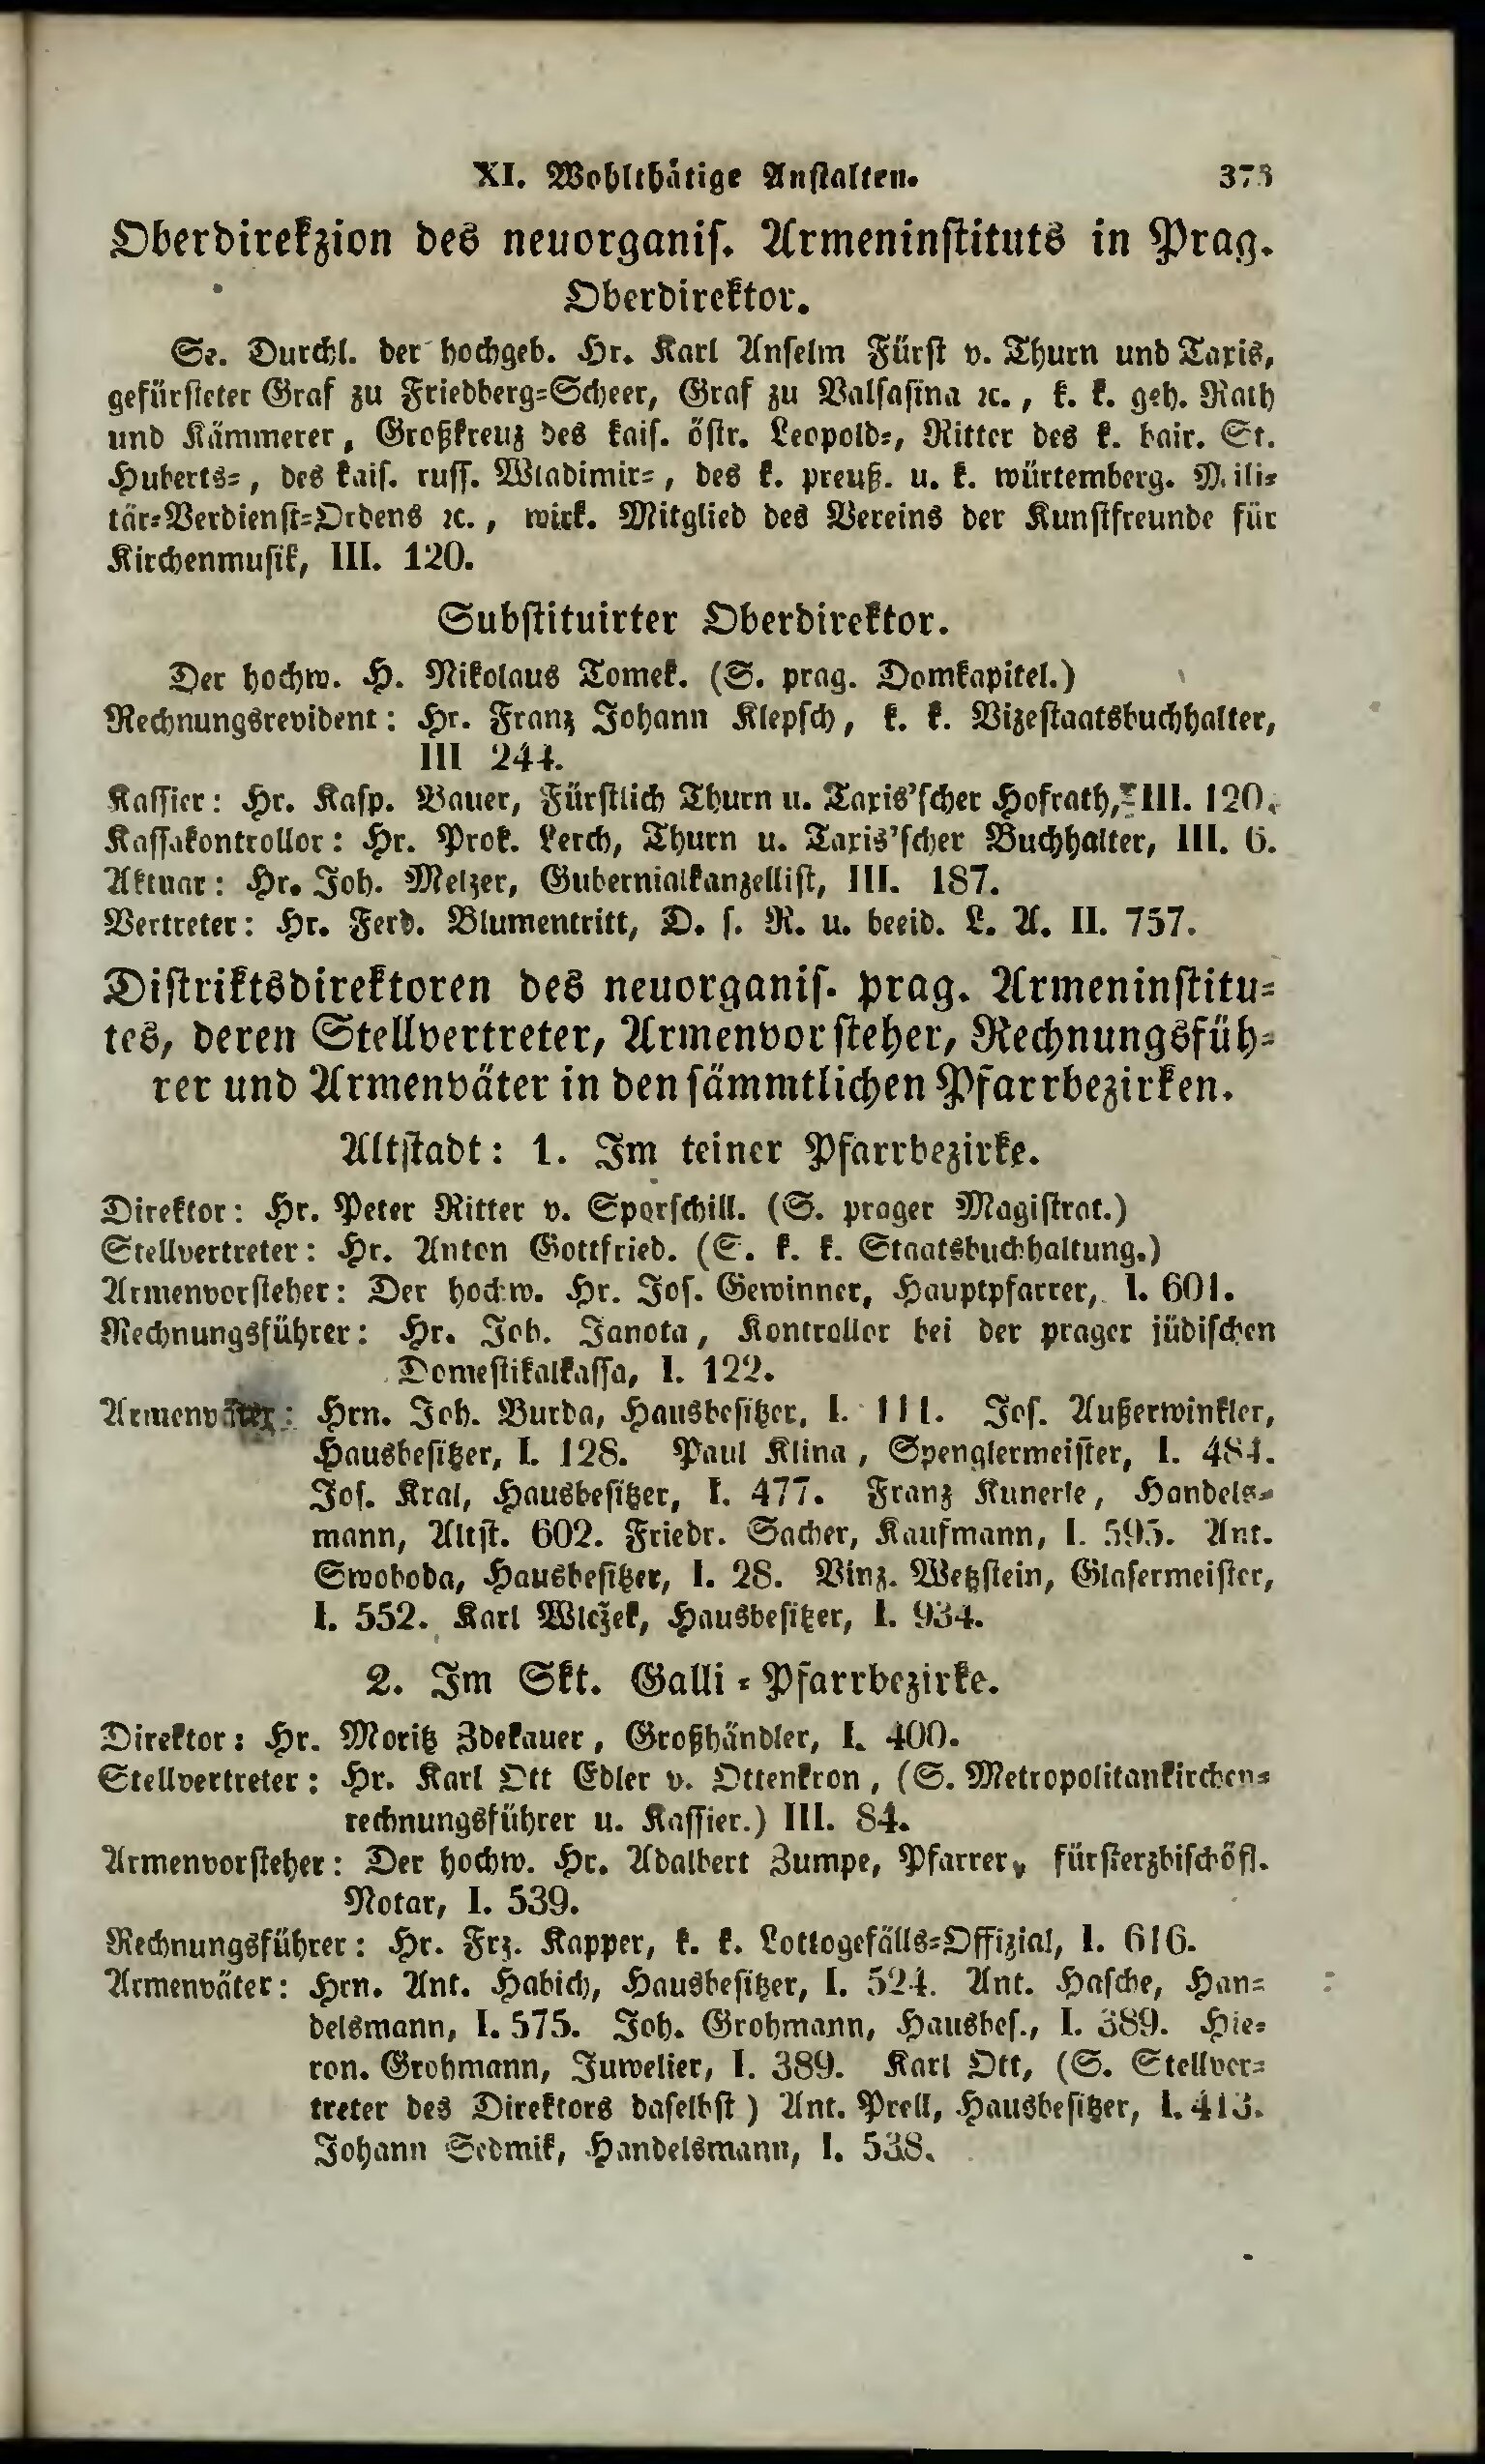 XI. Wohlthätige Anstalten. 373
Oberdirekzion des neuorganis. Armeninstituts in Prag.
Oberdirektor.
Se. Durchl. der hochgeb. Hr. Karl Anselm Fürst v. Thurn und Taxis,
gefürsteter Graf zu Friedberg=Scheer, Graf zu Valsasina ꝛc., k. k. geh. Rath
und Kämmerer, Großkreuz des kais. östr. Leopold=, Ritter des k. bair. St.
Huberts=, des kais. russ. Wladimir=, des k. preuß. u. k. würtemberg. Mili=
tär=Verdienst=Ordens ꝛc., wirk. Mitglied des Vereins der Kunstfreunde für
Kirchenmusik, III. 120.
Substituirter Oberdirektor.
Der hochw. H. Nikolaus Tomek. (S. prag. Domkapitel.)
Rechnungsrevident: Hr. Franz Johann Klepsch, k. k. Vizestaatsbuchhalter,
III 244.
Kassier: Hr. Kasp. Bauer, Fürstlich Thurn u. Taxis'scher Hofrath, III. 120.
Kassakontrollor: Hr. Prok. Lerch, Thurn u. Taxis'scher Buchhalter, III. 6.
Aktuar: Hr. Joh. Melzer, Gubernialkanzellist, III. 187.
Vertreter: Hr. Ferd. Blumentritt, D. s. R. u. beeid. L. A. II. 757.
Distriktsdirektoren des neuorganis. prag. Armeninstitu=
tes, deren Stellvertreter, Armenvorsteher, Rechnungsfüh=
rer und Armenväter in den sämmtlichen Pfarrbezirken.
Altstadt: 1. Im teiner Pfarrbezirke.
Direktor: Hr. Peter Ritter v. Sporschill. (S. prager Magistrat.)
Stellvertreter: Hr. Anton Gottfried. (S. k. k. Staatsbuchhaltung.)
Armenvorsteher: Der hochw. Hr. Jos. Gewinner, Hauptpfarrer, I. 601.
Rechnungsführer: Hr. Joh. Janota, Kontrollor bei der prager jüdischen
Domestikalkassa, I. 122.
Armenväter: Hrn. Joh. Burda, Hausbesitzer, I. 111. Jos. Außerwinkler,
Hausbesitzer, I. 128. Paul Klina, Spenglermeister, I. 484.
Jos. Kral, Hausbesitzer, I. 477. Franz Kunerle, Handels=
mann, Altst. 602. Friedr. Sacher, Kaufmann, I. 595. Ant.
Swoboda, Hausbesitzer, I. 28. Vinz. Wetzstein, Glasermeister,
I. 552. Karl Wlczek, Hausbesitzer, I. 934.
2. Im Skt. Galli=Pfarrbezirke.
Direktor: Hr. Moritz Zdekauer, Großhändler, I. 400.
Stellvertreter: Hr. Karl Ott Edler v. Ottenkron, (S. Metropolitankirchen=
rechnungsführer u. Kassier.) III. 84.
Armenvorsteher: Der hochw. Hr. Adalbert Zumpe, Pfarrer, fürsterzbischöfl.
Notar, I. 539.
Rechnungsführer: Hr. Frz. Kapper, k. k. Lottogefälls=Offizial, I. 616.
Armenväter: Hrn. Ant. Habich, Hausbesitzer, I. 524. Ant. Hasche, Han=
delsmann, I. 575. Joh. Grohmann, Hausbes., I. 389. Hie=
ron. Grohmann, Juwelier, I. 389. Karl Ott, (S. Stellver=
treter des Direktors daselbst) Ant. Prell, Hausbesitzer, I. 413.
Johann Sedmik, Handelsmann, I. 538.